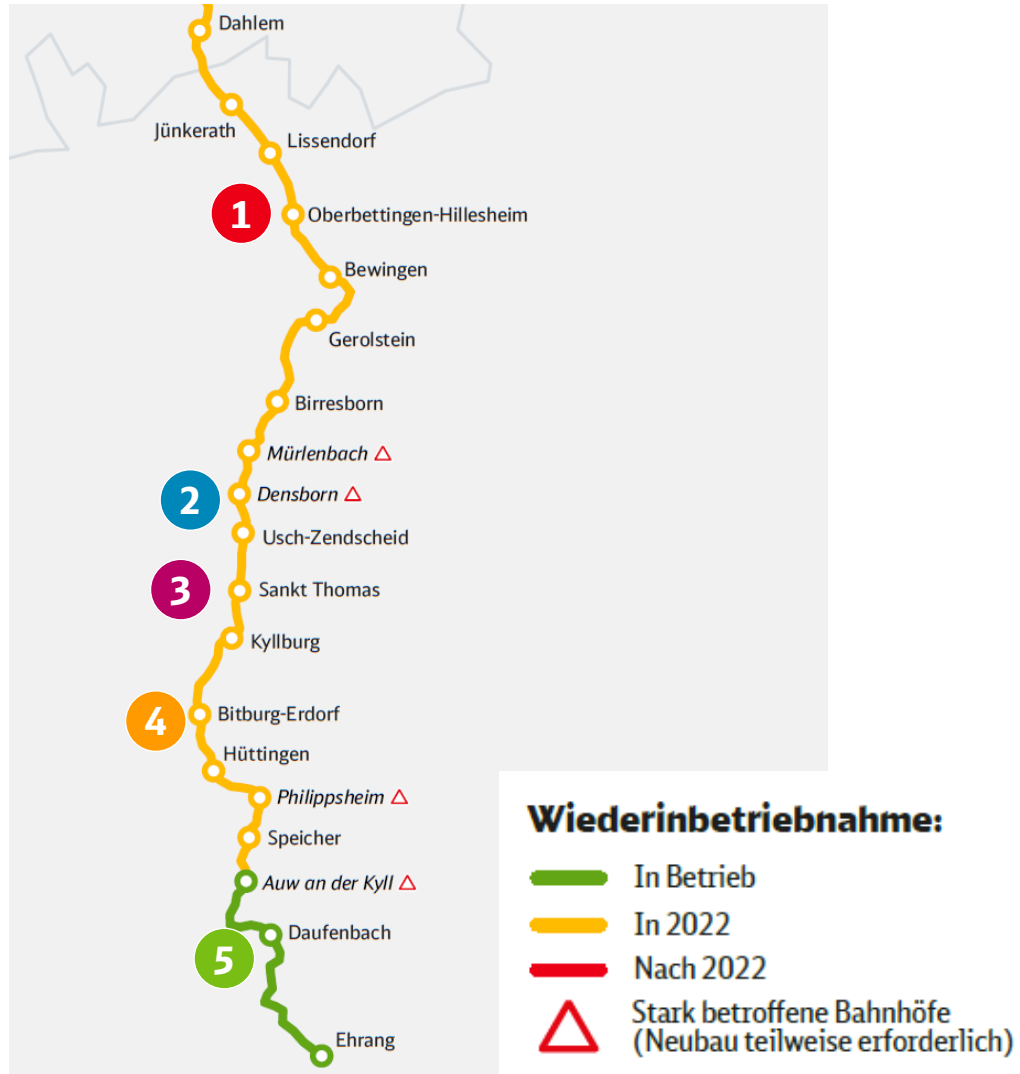 Dahlem
Jünkerath
Lissendorf
1
Oberbettingen-Hillesheim
Bewingen
Gerolstein
Birresborn
Mürlenbach
2
Densborn
Usch-Zendscheid
3
Sankt Thomas
Kyllburg
4
Bitburg-Erdorf
Hüttingen
Philippsheim
Speicher
Auw an der Kyll
Daufenbach
5
Ehrang
Wiederinbetriebnahme:
In Betrieb
In 2022
Nach 2022
Stark betroffene Bahnhöfe
(Neubau teilweise erforderlich)